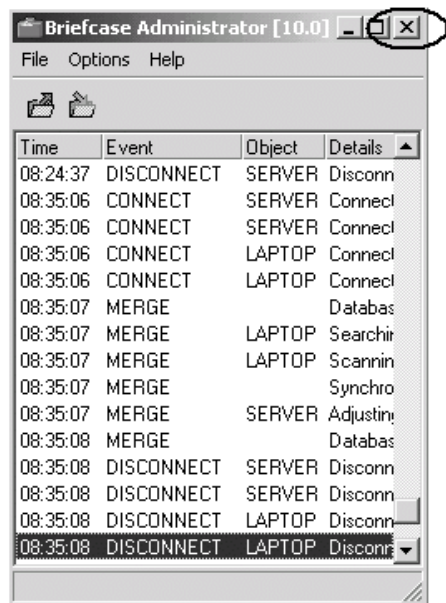 Briefcase Administrator [10.0]
File Options Help
Time Event Object Details
08:24:37 DISCONNECT SERVER Disconn
08:35:06 CONNECT SERVER Connect
08:35:06 CONNECT SERVER Connect
08:35:06 CONNECT LAPTOP Connect
08:35:06 CONNECT LAPTOP Connect
08:35:07 MERGE Databas
08:35:07 MERGE LAPTOP Searchin
08:35:07 MERGE LAPTOP Scannin
08:35:07 MERGE Synchro
08:35:07 MERGE SERVER Adjusting
08:35:08 MERGE Databas
08:35:08 DISCONNECT SERVER Disconn
08:35:08 DISCONNECT SERVER Disconn
08:35:08 DISCONNECT LAPTOP Disconn
08:35:08 DISCONNECT LAPTOP Disconn